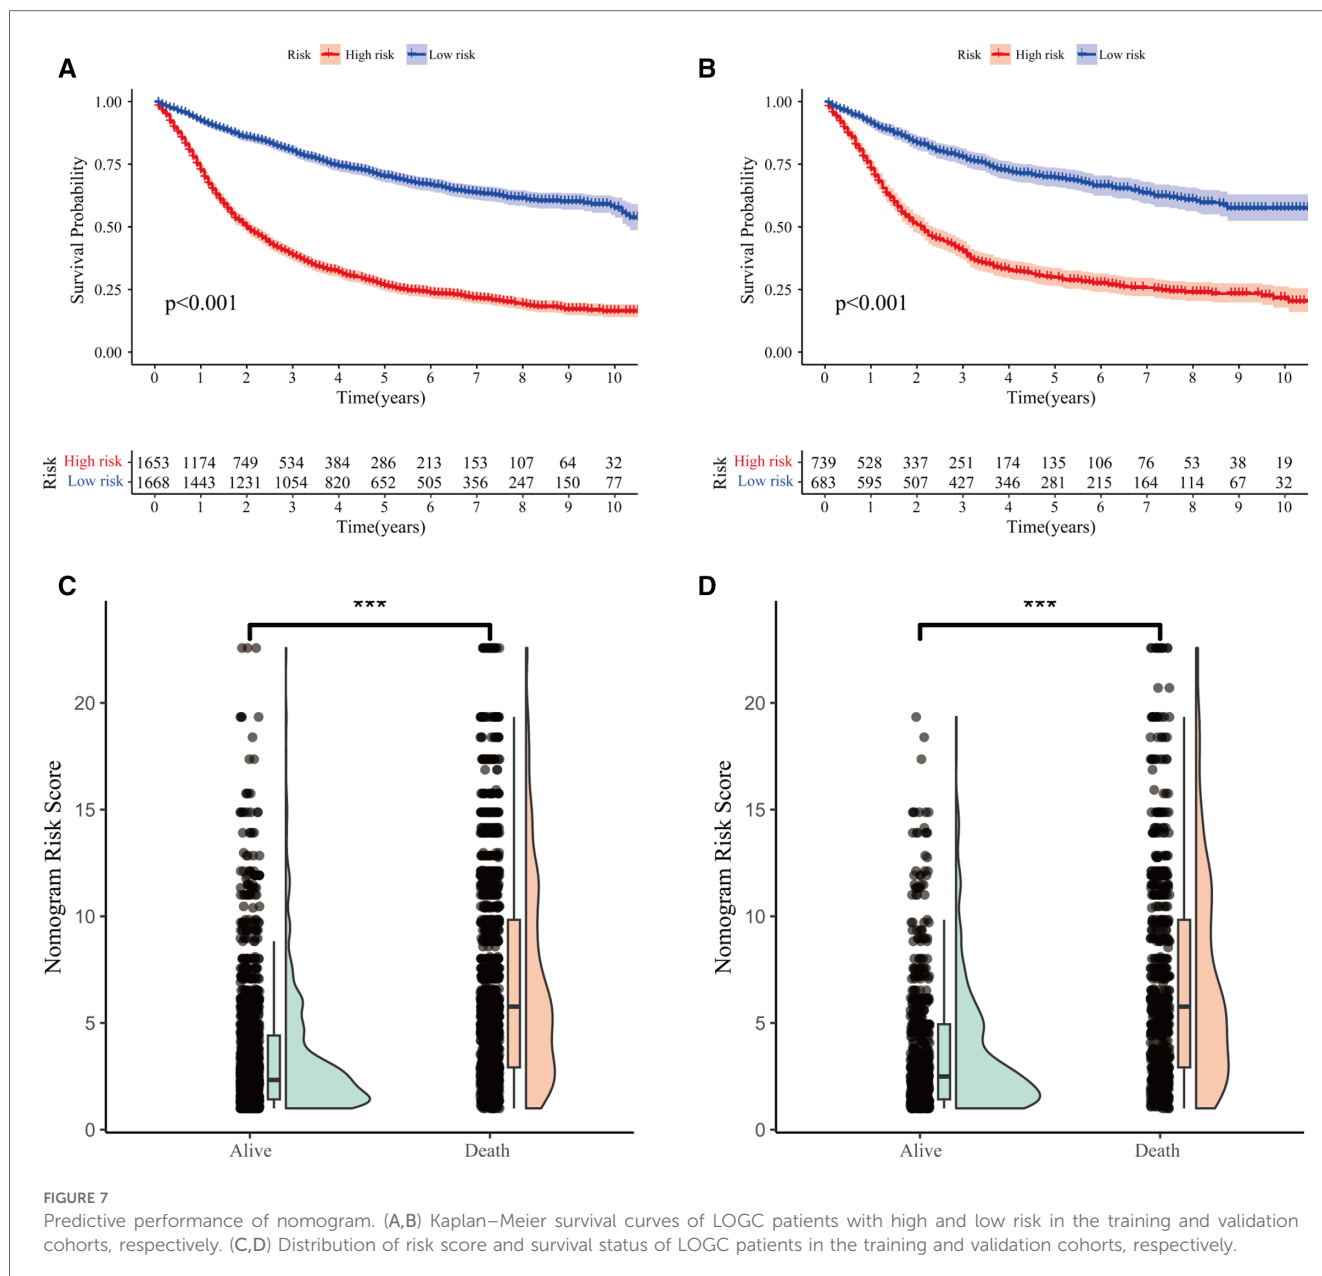 A
Risk High risk Low risk
Survival Probability
1.00
0.75
0.50
0.25
0.00
p<0.001
0 1 2 3 4 5 6 7 8 9 10
Time(years)
Risk
High risk 1653 1174 749 534 384 286 213 153 107 64 32
Low risk 1668 1443 1231 1054 820 652 505 356 247 150 77
0 1 2 3 4 5 6 7 8 9 10
Time(years)
B
Risk High risk Low risk
Survival Probability
1.00
0.75
0.50
0.25
0.00
p<0.001
0 1 2 3 4 5 6 7 8 9 10
Time(years)
Risk
High risk 739 528 337 251 174 135 106 76 53 38 19
Low risk 683 595 507 427 346 281 215 164 114 67 32
0 1 2 3 4 5 6 7 8 9 10
Time(years)
C
***
Nomogram Risk Score
20
15
10
5
0
Alive Death
D
***
Nomogram Risk Score
20
15
10
5
0
Alive Death
FIGURE 7
Predictive performance of nomogram. (A,B) Kaplan–Meier survival curves of LOGC patients with high and low risk in the training and validation
cohorts, respectively. (C,D) Distribution of risk score and survival status of LOGC patients in the training and validation cohorts, respectively.